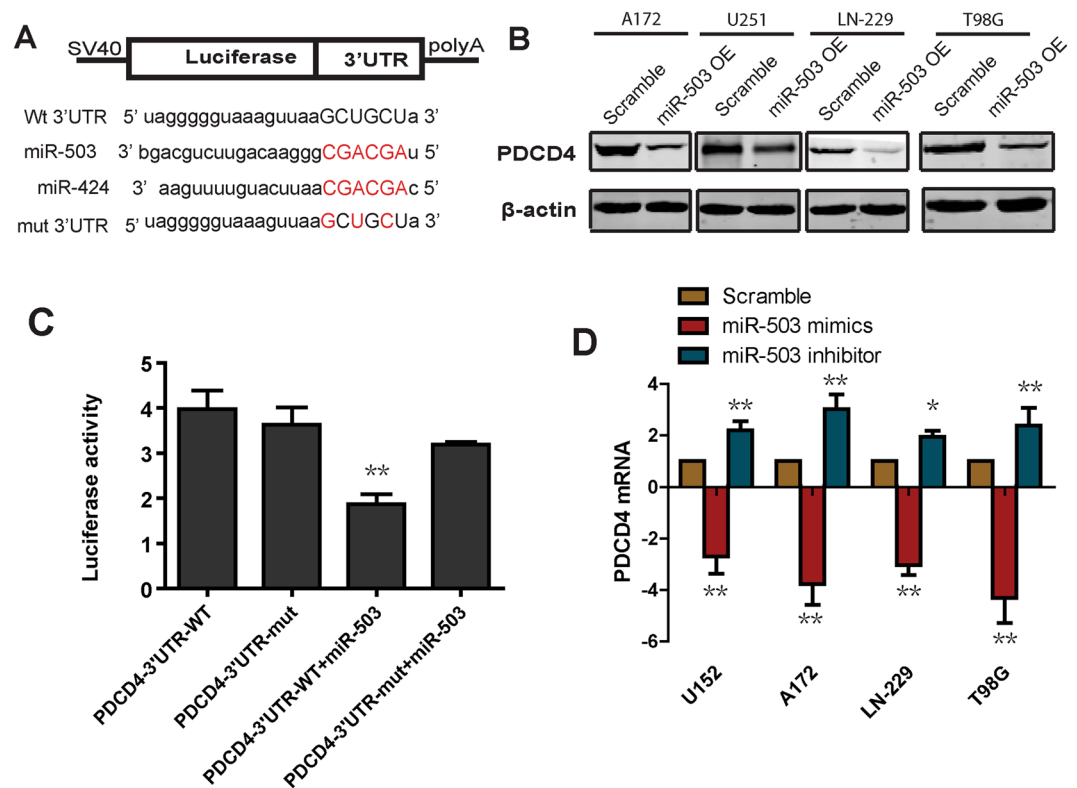 A
SV40 Luciferase 3'UTR polyA
Wt 3'UTR 5' uaggggguaaaguuaaGCUGCUa 3'
miR-503 3' bgacgucuugacaagggCGACGAu 5'
miR-424 3' aaguuuuguacuuaaCGACGAc 5'
mut 3'UTR 5' uaggggguaaaguuaaGCUGCUa 3'
B
A172 U251 LN-229 T98G
Scramble miR-503 OE Scramble miR-503 OE Scramble miR-503 OE Scramble miR-503 OE
PDCD4
β-actin
C
Luciferase activity
5
4
3
2
1
0
**
PDCD4-3'UTR-WT
PDCD4-3'UTR-mut
PDCD4-3'UTR-WT+miR-503
PDCD4-3'UTR-mut+miR-503
D
Scramble
miR-503 mimics
miR-503 inhibitor
PDCD4 mRNA
4
2
0
-2
-4
-6
** ** * **
** ** ** **
U152 A172 LN-229 T98G